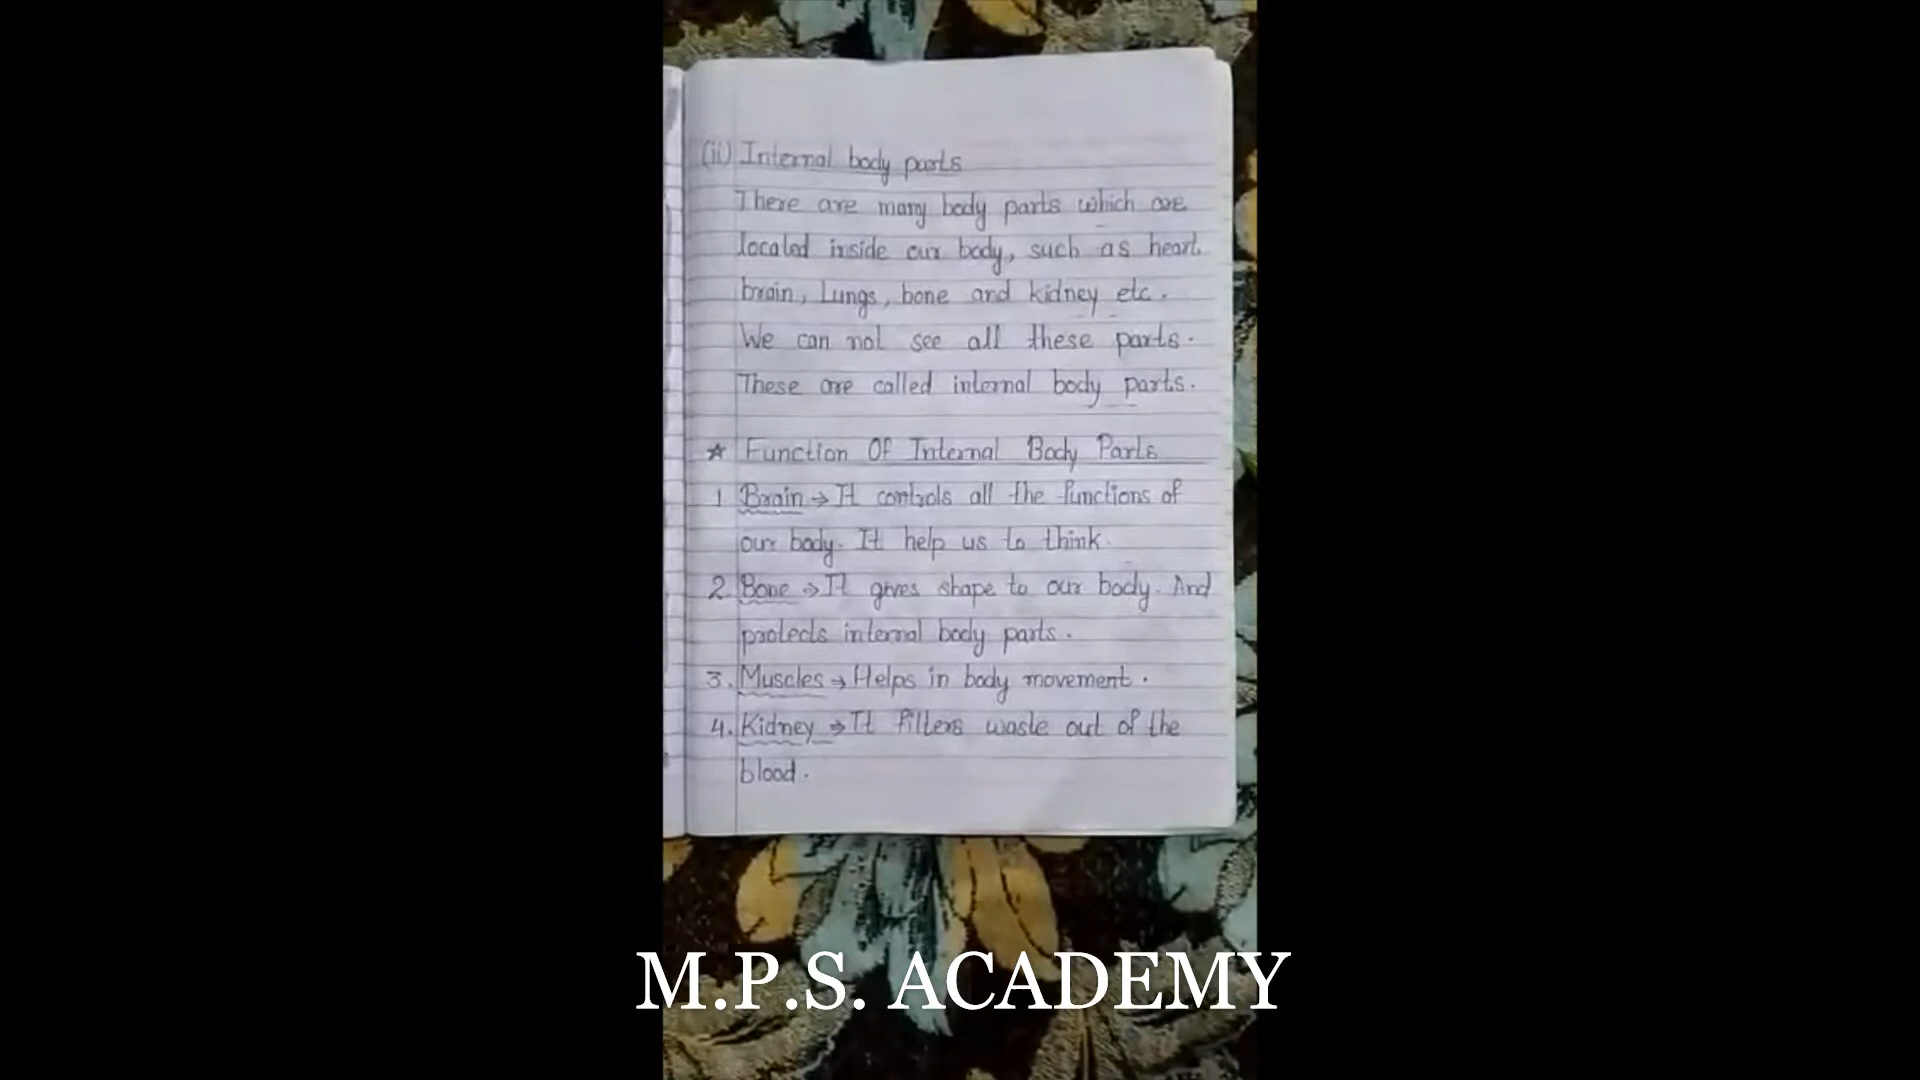 (ii) Internal body parts
There are many body parts which are
located inside our body, such as heart
brain, Lungs, bone and kidney etc.
We can not see all these parts.
These are called internal body parts.
☆ Function Of Internal Body Parts
1 Brain → It controls all the functions of
our body. It help us to think.
2. Bone → It gives shape to our body. And
protects internal body parts.
3. Muscles → Helps in body movement.
4. Kidney → It filters waste out of the
blood.
M.P.S. ACADEMY